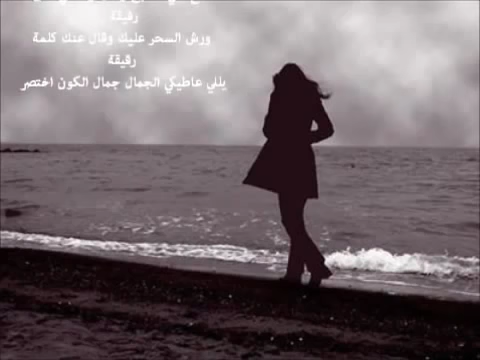 رقيقة
ورش السحر عليك وقال عنك كلمة
رقيقة
يللي عاطيكي الجمال جمال الكون اختصر